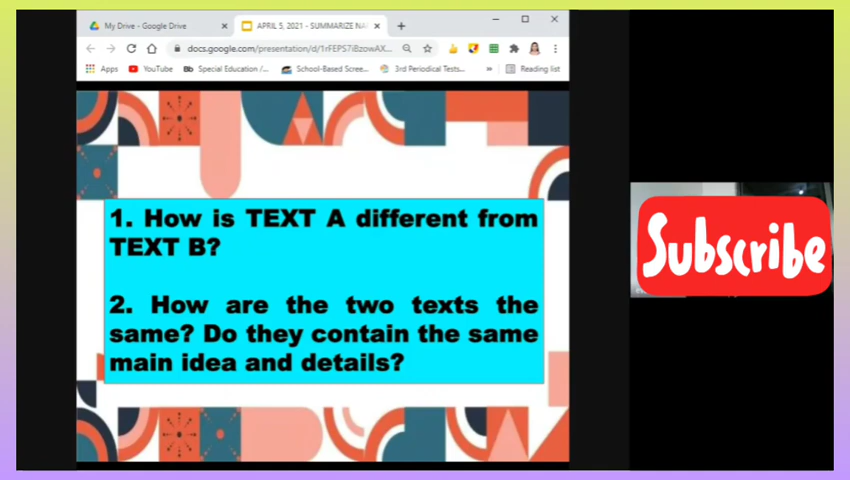 My Drive - Google Drive
APRIL 5, 2021 - SUMMARIZE NA
docs.google.com/presentation/d/1rFEPS7iBzowAX...
Apps
YouTube
Bb Special Education /...
School-Based Scree...
3rd Periodical Tests...
»
Reading list
1. How is TEXT A different from
TEXT B?
2. How are the two texts the
same? Do they contain the same
main idea and details?
Subscribe